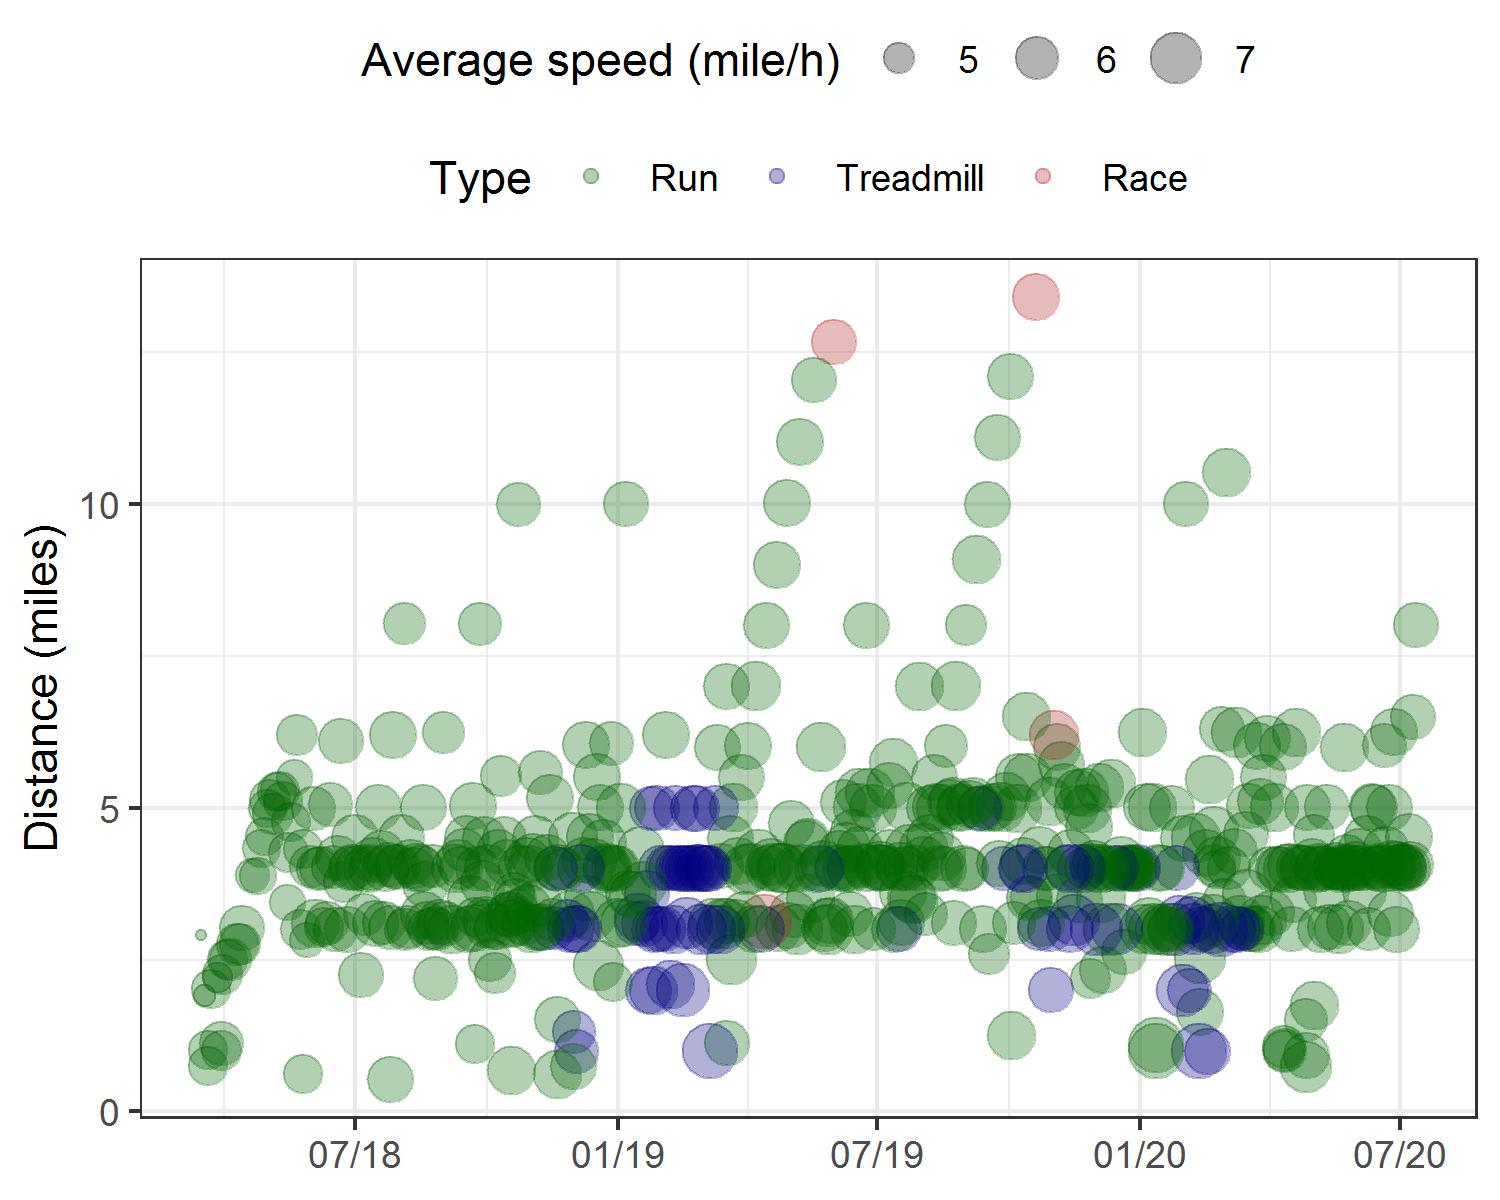 Average speed (mile/h) 5 6 7
Type Run Treadmill Race
Distance (miles)
10
5
0
07/18 01/19 07/19 01/20 07/20